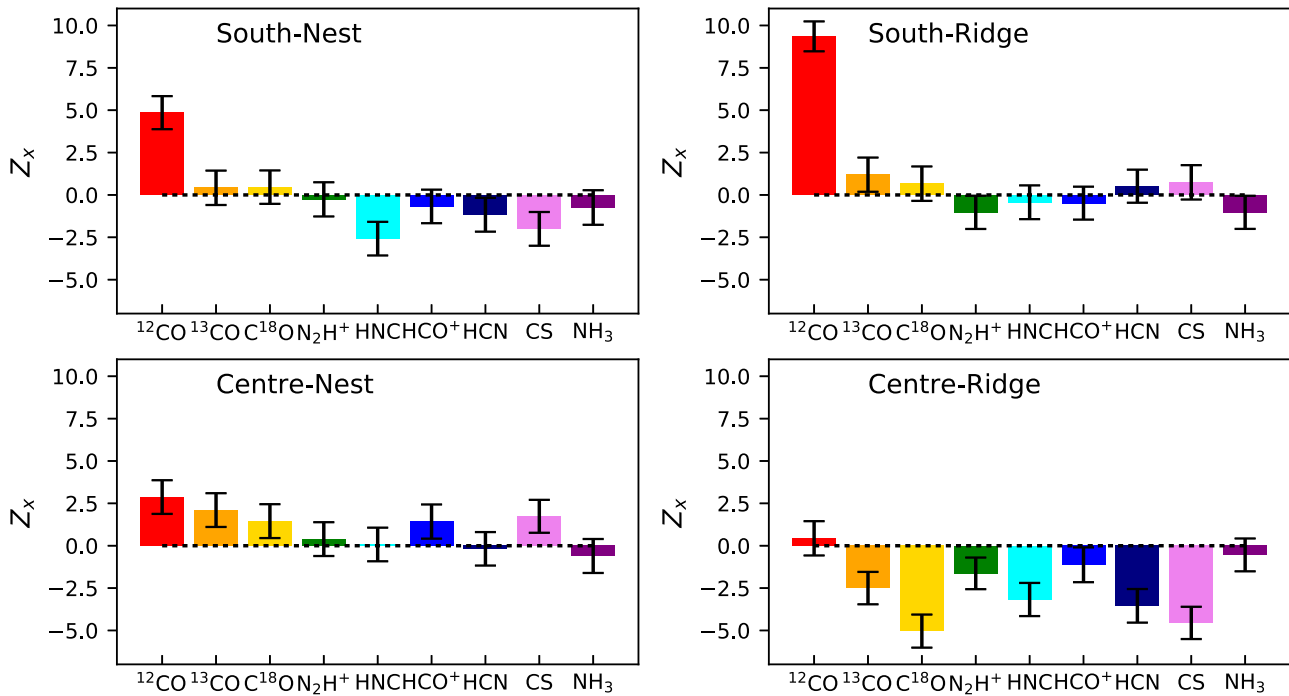 South-Nest
10.0
7.5
5.0
2.5
0.0
−2.5
−5.0
Zₓ
¹²CO ¹³CO C¹⁸O N₂H⁺ HNC HCO⁺ HCN CS NH₃
South-Ridge
10.0
7.5
5.0
2.5
0.0
−2.5
−5.0
Zₓ
¹²CO ¹³CO C¹⁸O N₂H⁺ HNC HCO⁺ HCN CS NH₃
Centre-Nest
10.0
7.5
5.0
2.5
0.0
−2.5
−5.0
Zₓ
¹²CO ¹³CO C¹⁸O N₂H⁺ HNC HCO⁺ HCN CS NH₃
Centre-Ridge
10.0
7.5
5.0
2.5
0.0
−2.5
−5.0
Zₓ
¹²CO ¹³CO C¹⁸O N₂H⁺ HNC HCO⁺ HCN CS NH₃